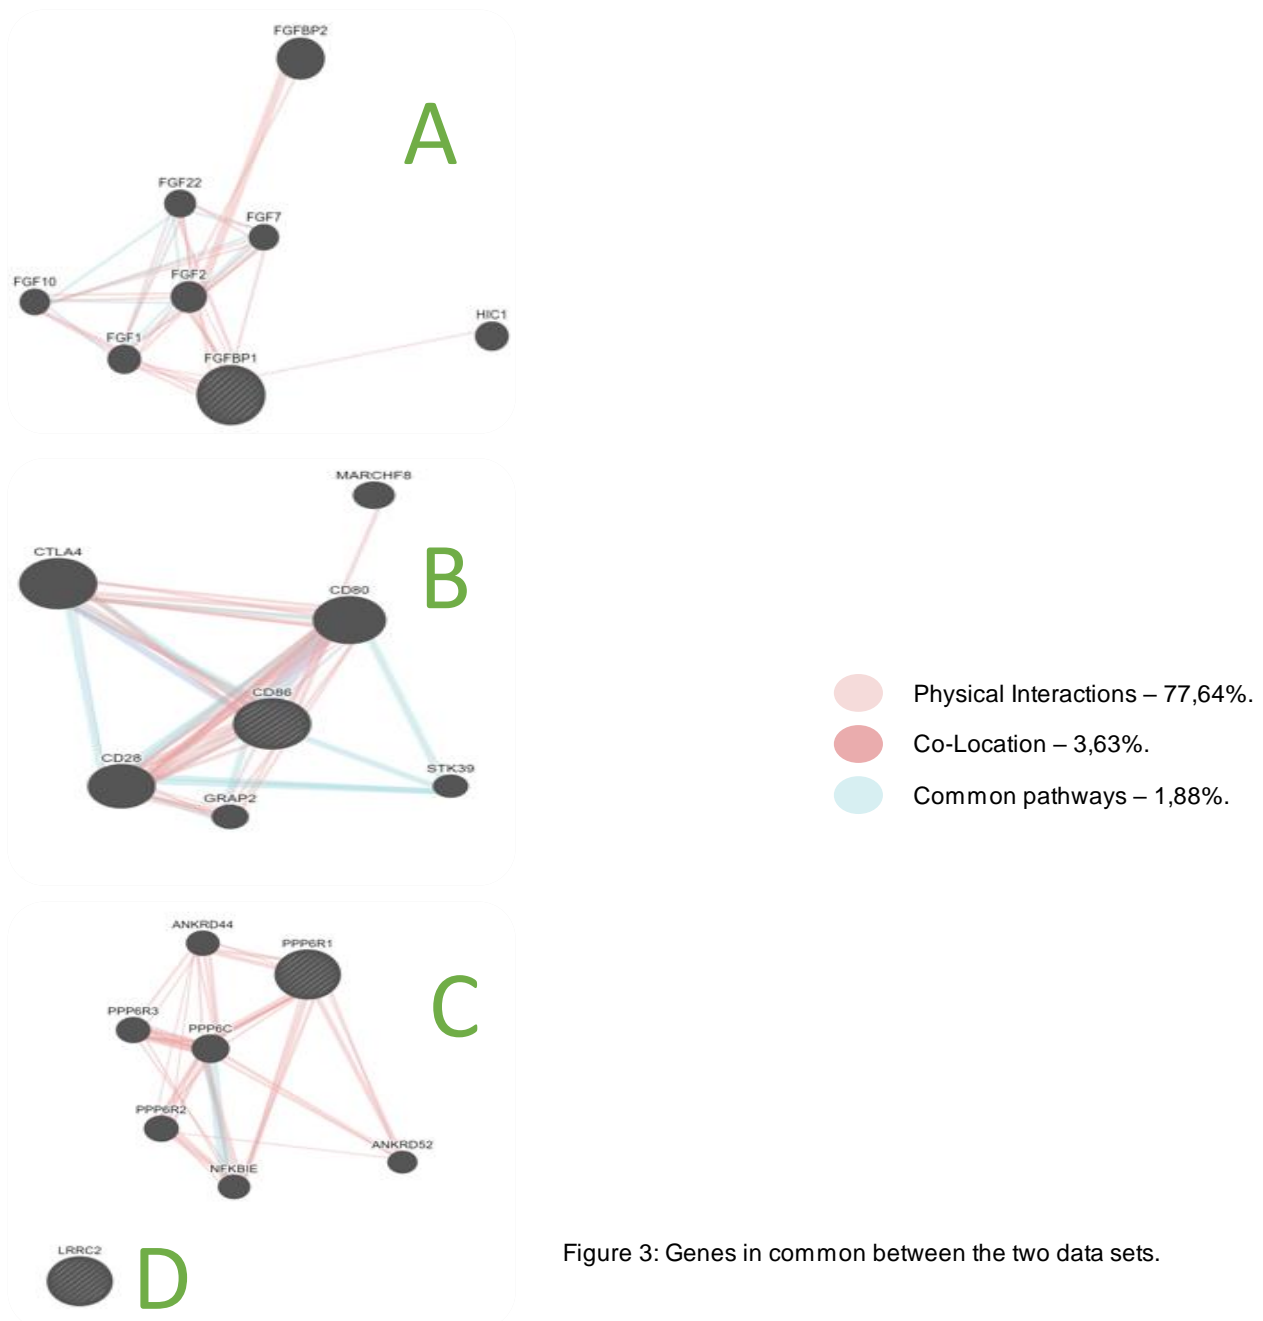 FGFBP2
A
FGF22
FGF7
FGF2
FGF10
HIC1
FGF1
FGFBP1
MARCHF8
CTLA4
B
CD80
CD86
CD28
STK39
GRAP2
Physical Interactions – 77,64%.
Co-Location – 3,63%.
Common pathways – 1,88%.
ANKRD44
PPP6R1
C
PPP6R3
PPP6C
PPP6R2
ANKRD52
NFKBIE
LRRC2
D
Figure 3: Genes in common between the two data sets.